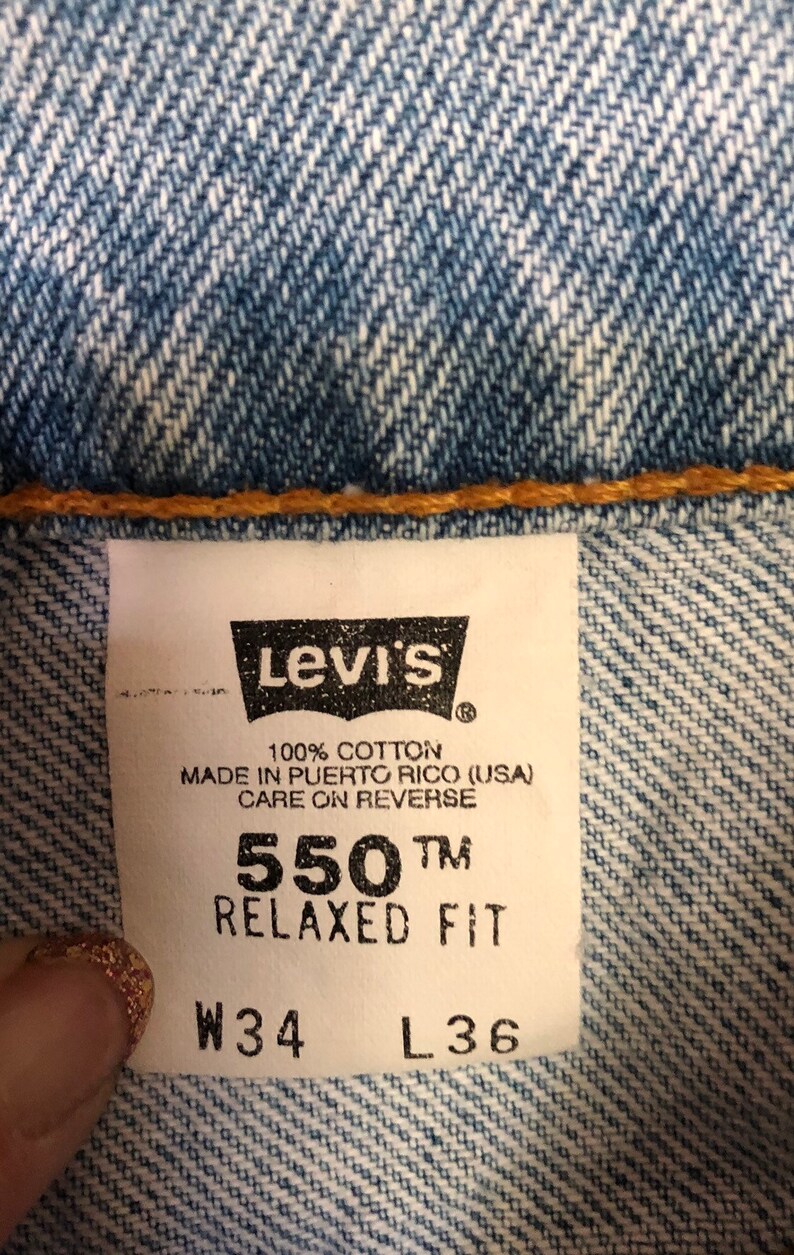 Levi's®
100% COTTON
MADE IN PUERTO RICO (USA)
CARE ON REVERSE
550™
RELAXED FIT
W34 L36